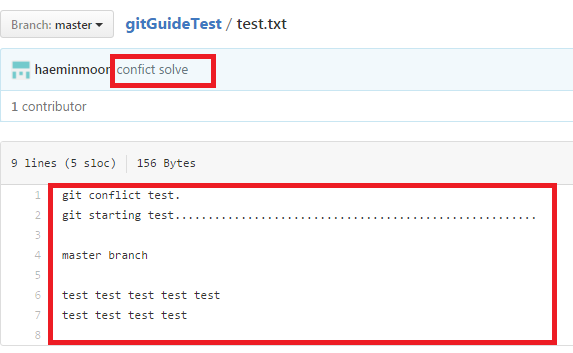 Branch: master gitGuideTest / test.txt
haeminmoon confict solve
1 contributor
9 lines (5 sloc) 156 Bytes
1 git conflict test.
2 git starting test.......................................................
3
4 master branch
5
6 test test test test test
7 test test test test
8